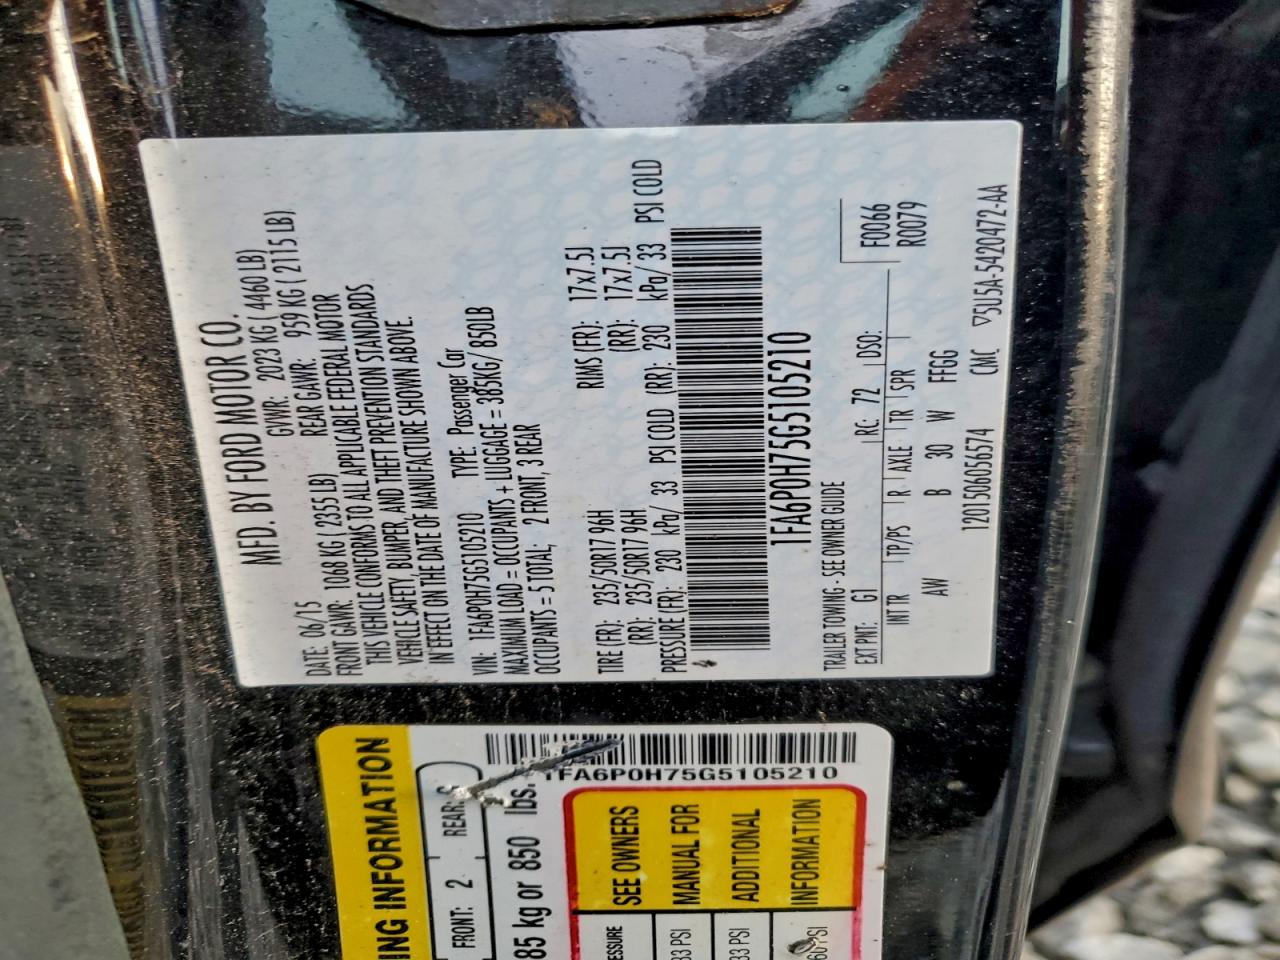 MFD. BY FORD MOTOR CO.
DATE: 06/15 GVWR: 2023 KG (4460 LB)
FRONT GAWR: 1068 KG (2355 LB) REAR GAWR: 959 KG (2115 LB)
THIS VEHICLE CONFORMS TO ALL APPLICABLE FEDERAL MOTOR
VEHICLE SAFETY, BUMPER, AND THEFT PREVENTION STANDARDS
IN EFFECT ON THE DATE OF MANUFACTURE SHOWN ABOVE.
VIN: 1FA6P0H75G5105210 TYPE: Passenger Car
MAXIMUM LOAD = OCCUPANTS + LUGGAGE = 385KG/ 850LB
OCCUPANTS = 5 TOTAL, 2 FRONT, 3 REAR
TIRE (FR): 235/50R17 96H RIMS (FR): 17x7.5J
(RR): 235/50R17 96H (RR): 17x7.5J
PRESSURE (FR): 230 kPa/ 33 PSI COLD (RR): 230 kPa/ 33 PSI COLD
1FA6P0H75G5105210
TRAILER TOWING - SEE OWNER GUIDE F0066
EXT PNT: G1 RC: 72 DSO: R0079
INT TR TP/PS R AXLE TR SPR
AW B 30 W FFGG
1201506056574 CMC ▽5U5A-5420472-AA
ING INFORMATION
FRONT: 2 REAR:
1FA6P0H75G5105210
85 kg or 850 lbs.
SEE OWNERS
MANUAL FOR
ADDITIONAL
INFORMATION
ESSURE
33 PSI
33 PSI
60 PSI